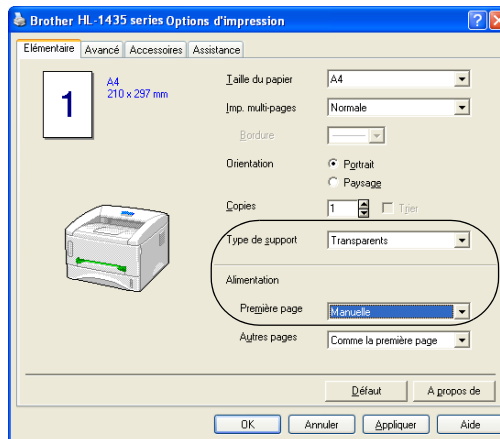 Brother HL-1435 series Options d'impression
Elémentaire Avancé Accessoires Assistance
1
A4
210 x 297 mm
Taille du papier A4
Imp. multi-pages Normale
Bordure
Orientation Portrait
Paysage
Copies 1 Trier
Type de support Transparents
Alimentation
Première page Manuelle
Autres pages Comme la première page
Défaut A propos de
OK Annuler Appliquer Aide